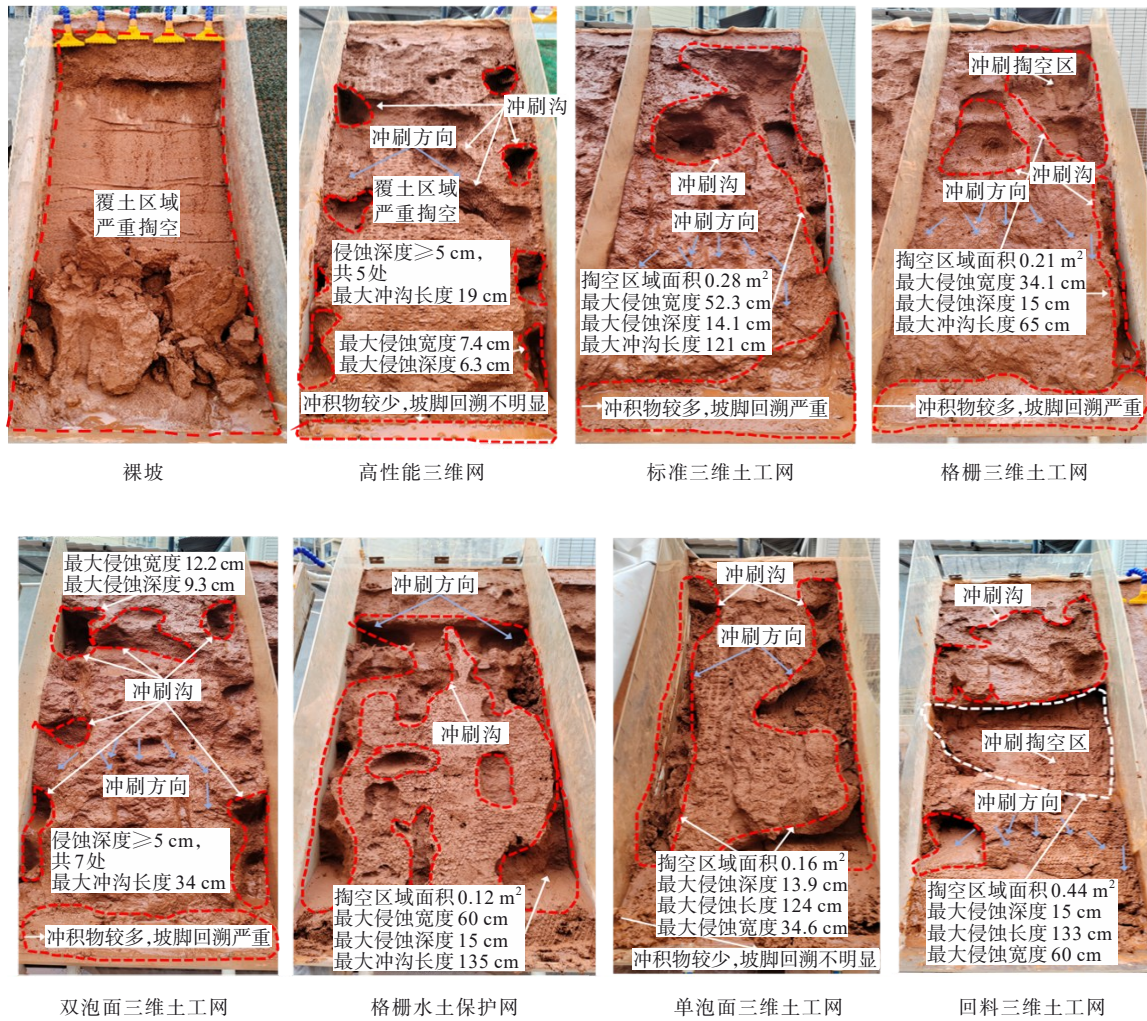 覆土区域
严重掏空
裸坡
冲刷沟
冲刷方向
覆土区域
严重掏空
侵蚀深度≥5 cm,
共5处
最大冲沟长度 19 cm
最大侵蚀宽度 7.4 cm
最大侵蚀深度 6.3 cm
冲积物较少,坡脚回溯不明显
高性能三维网
冲刷沟
冲刷方向
掏空区域面积 0.28 m²
最大侵蚀宽度 52.3 cm
最大侵蚀深度 14.1 cm
最大冲沟长度 121 cm
冲积物较多,坡脚回溯严重
标准三维土工网
冲刷掏空区
冲刷沟
冲刷方向
掏空区域面积 0.21 m²
最大侵蚀宽度 34.1 cm
最大侵蚀深度 15 cm
最大冲沟长度 65 cm
冲积物较多,坡脚回溯严重
格栅三维土工网
最大侵蚀宽度 12.2 cm
最大侵蚀深度 9.3 cm
冲刷沟
冲刷方向
侵蚀深度≥5 cm,
共7处
最大冲沟长度 34 cm
冲积物较多,坡脚回溯严重
双泡面三维土工网
冲刷方向
冲刷沟
掏空区域面积 0.12 m²
最大侵蚀宽度 60 cm
最大侵蚀深度 15 cm
最大冲沟长度 135 cm
格栅水土保护网
冲刷沟
冲刷方向
掏空区域面积 0.16 m²
最大侵蚀深度 13.9 cm
最大侵蚀长度 124 cm
最大侵蚀宽度 34.6 cm
冲积物较少,坡脚回溯不明显
单泡面三维土工网
冲刷沟
冲刷掏空区
冲刷方向
掏空区域面积 0.44 m²
最大侵蚀深度 15 cm
最大侵蚀长度 133 cm
最大侵蚀宽度 60 cm
回料三维土工网